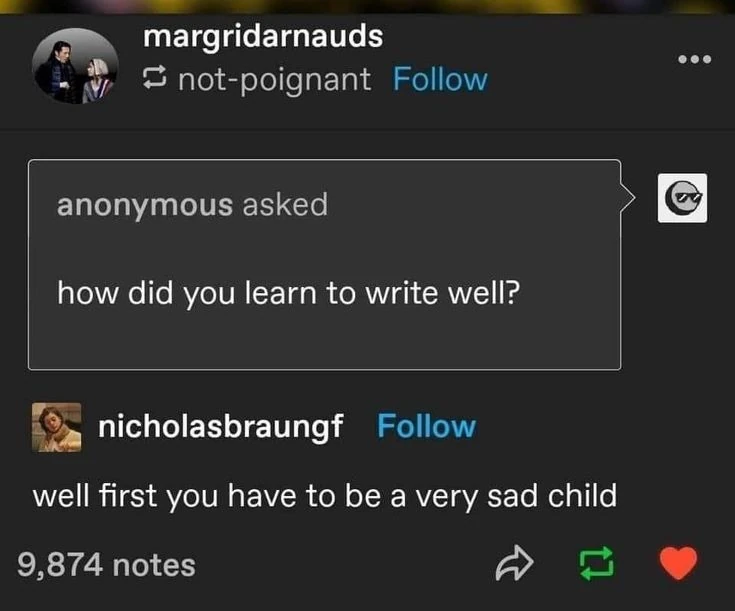 margridarnauds
not-poignant Follow
anonymous asked
how did you learn to write well?
nicholasbraungf Follow
well first you have to be a very sad child
9,874 notes